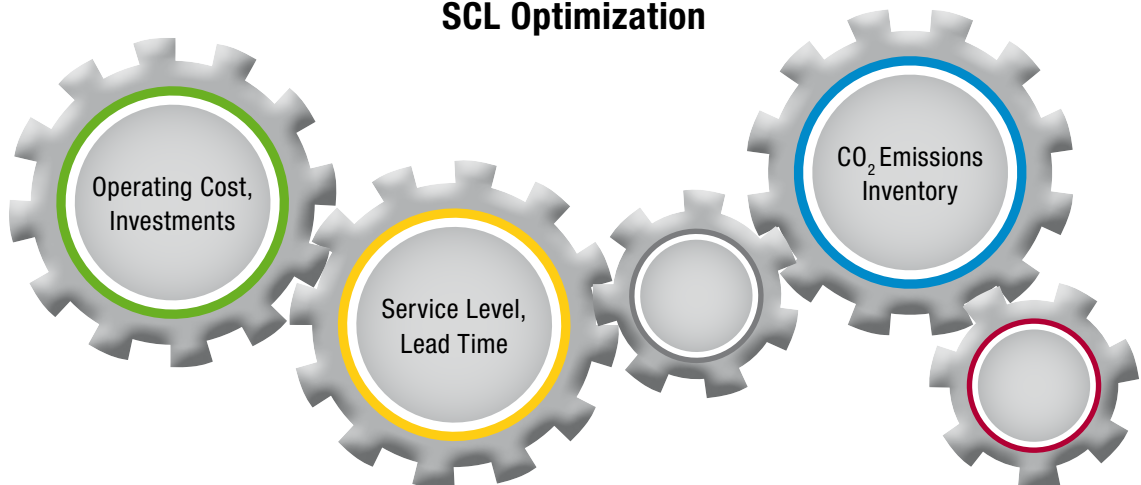 SCL Optimization
Operating Cost,
Investments
Service Level,
Lead Time
CO₂ Emissions
Inventory